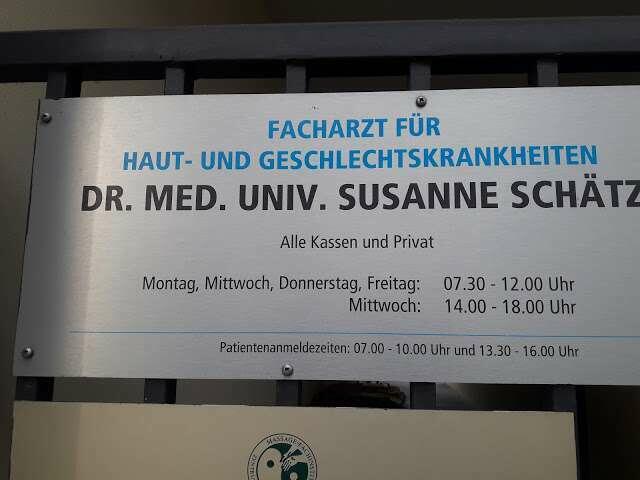 FACHARZT FÜR
HAUT- UND GESCHLECHTSKRANKHEITEN
DR. MED. UNIV. SUSANNE SCHÄTZ
Alle Kassen und Privat
Montag, Mittwoch, Donnerstag, Freitag: 07.30 - 12.00 Uhr
Mittwoch: 14.00 - 18.00 Uhr
Patientenanmeldezeiten: 07.00 - 10.00 Uhr und 13.30 - 16.00 Uhr